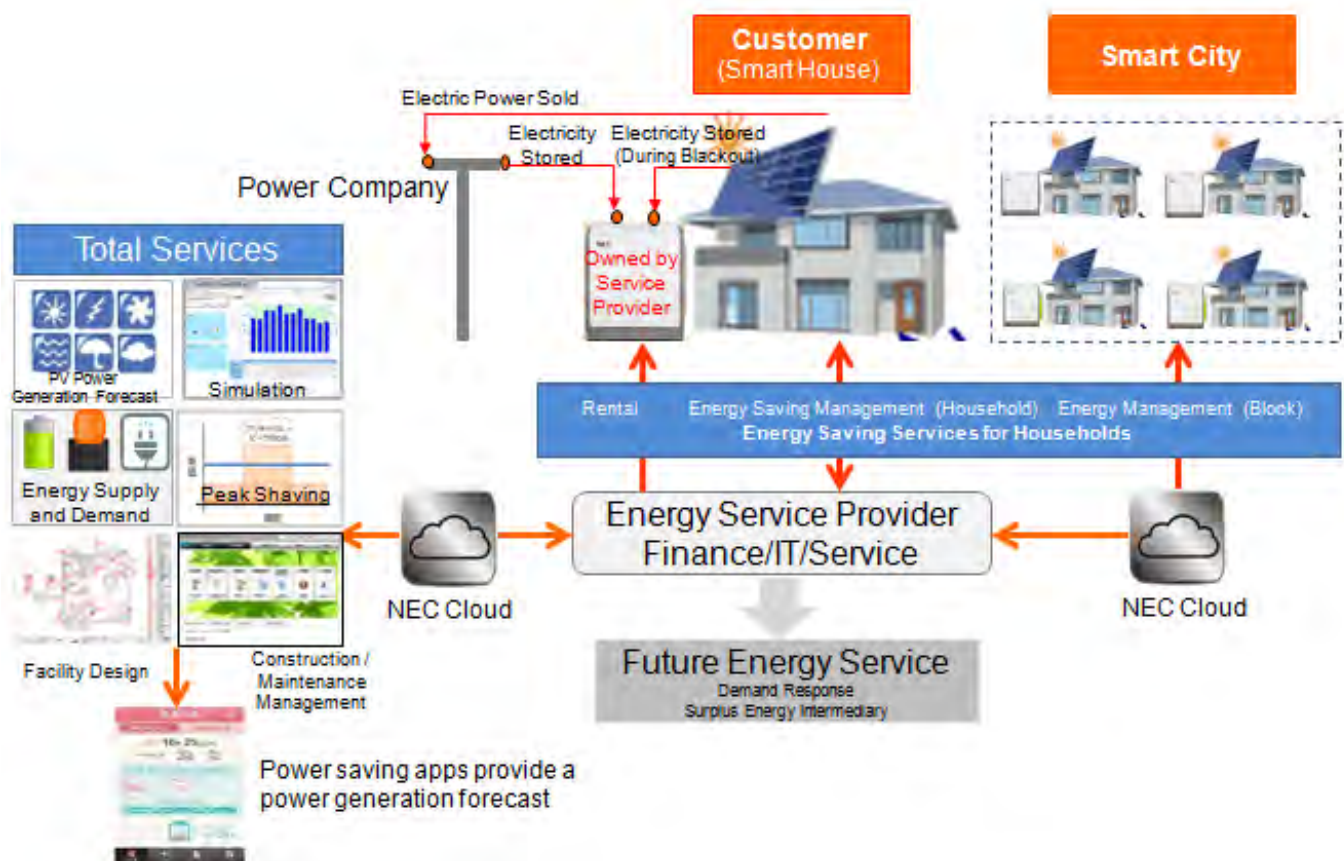 Customer
(Smart House)
Smart City
Electric Power Sold
Electricity
Stored
Electricity Stored
(During Blackout)
Power Company
Owned by
Service
Provider
Total Services
PV Power
Generation Forecast
Simulation
Energy Supply
and Demand
Peak Shaving
Facility Design
Construction /
Maintenance
Management
Rental
Energy Saving Management (Household)
Energy Management (Block)
Energy Saving Services for Households
Energy Service Provider
Finance/IT/Service
NEC Cloud
NEC Cloud
Future Energy Service
Demand Response
Surplus Energy Intermediary
Power saving apps provide a
power generation forecast